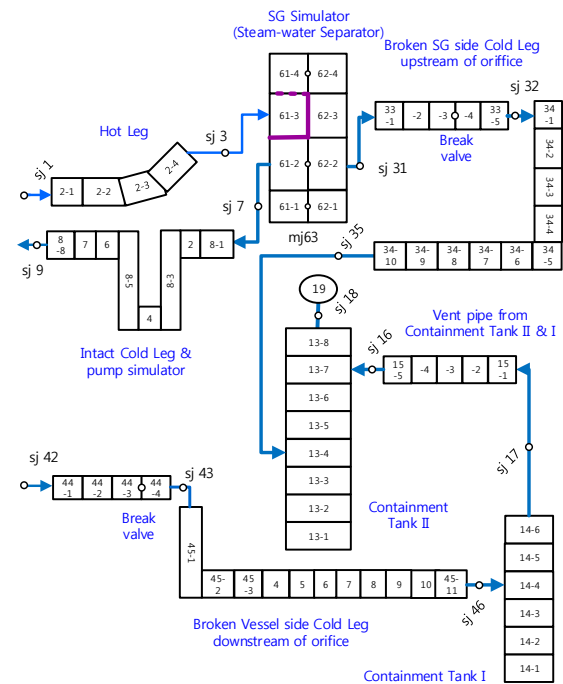 SG Simulator
(Steam-water Separator)
Broken SG side Cold Leg
upstream of oriffice
61-4 62-4
61-3 62-3
61-2 62-2
61-1 62-1
mj63
33
-1 -2 -3 -4 33
-5
sj 32
34
-1
34-2
34-3
34-4
34
-5
34-
6
34-
7
34-
8
34-
9
34-
10
Break
valve
sj 31
sj 35
Hot Leg
sj 1
2-1 2-2 2-3 2-4
sj 3
sj 7
sj 9
8
-8 7 6 8-5 4 8-3 2 8-1
Intact Cold Leg &
pump simulator
19
sj 18
13-8
13-7
13-6
13-5
13-4
13-3
13-2
13-1
Containment
Tank II
Vent pipe from
Containment Tank II & I
sj 16
15
-5 -4 -3 -2 15
-1
sj 17
sj 42
44
-1
44
-2
44
-3
44
-4
sj 43
Break
valve
45-1
45-
2
45
-3 4 5 6 7 8 9 10 45-
11
sj 46
Broken Vessel side Cold Leg
downstream of orifice
14-6
14-5
14-4
14-3
14-2
14-1
Containment Tank I